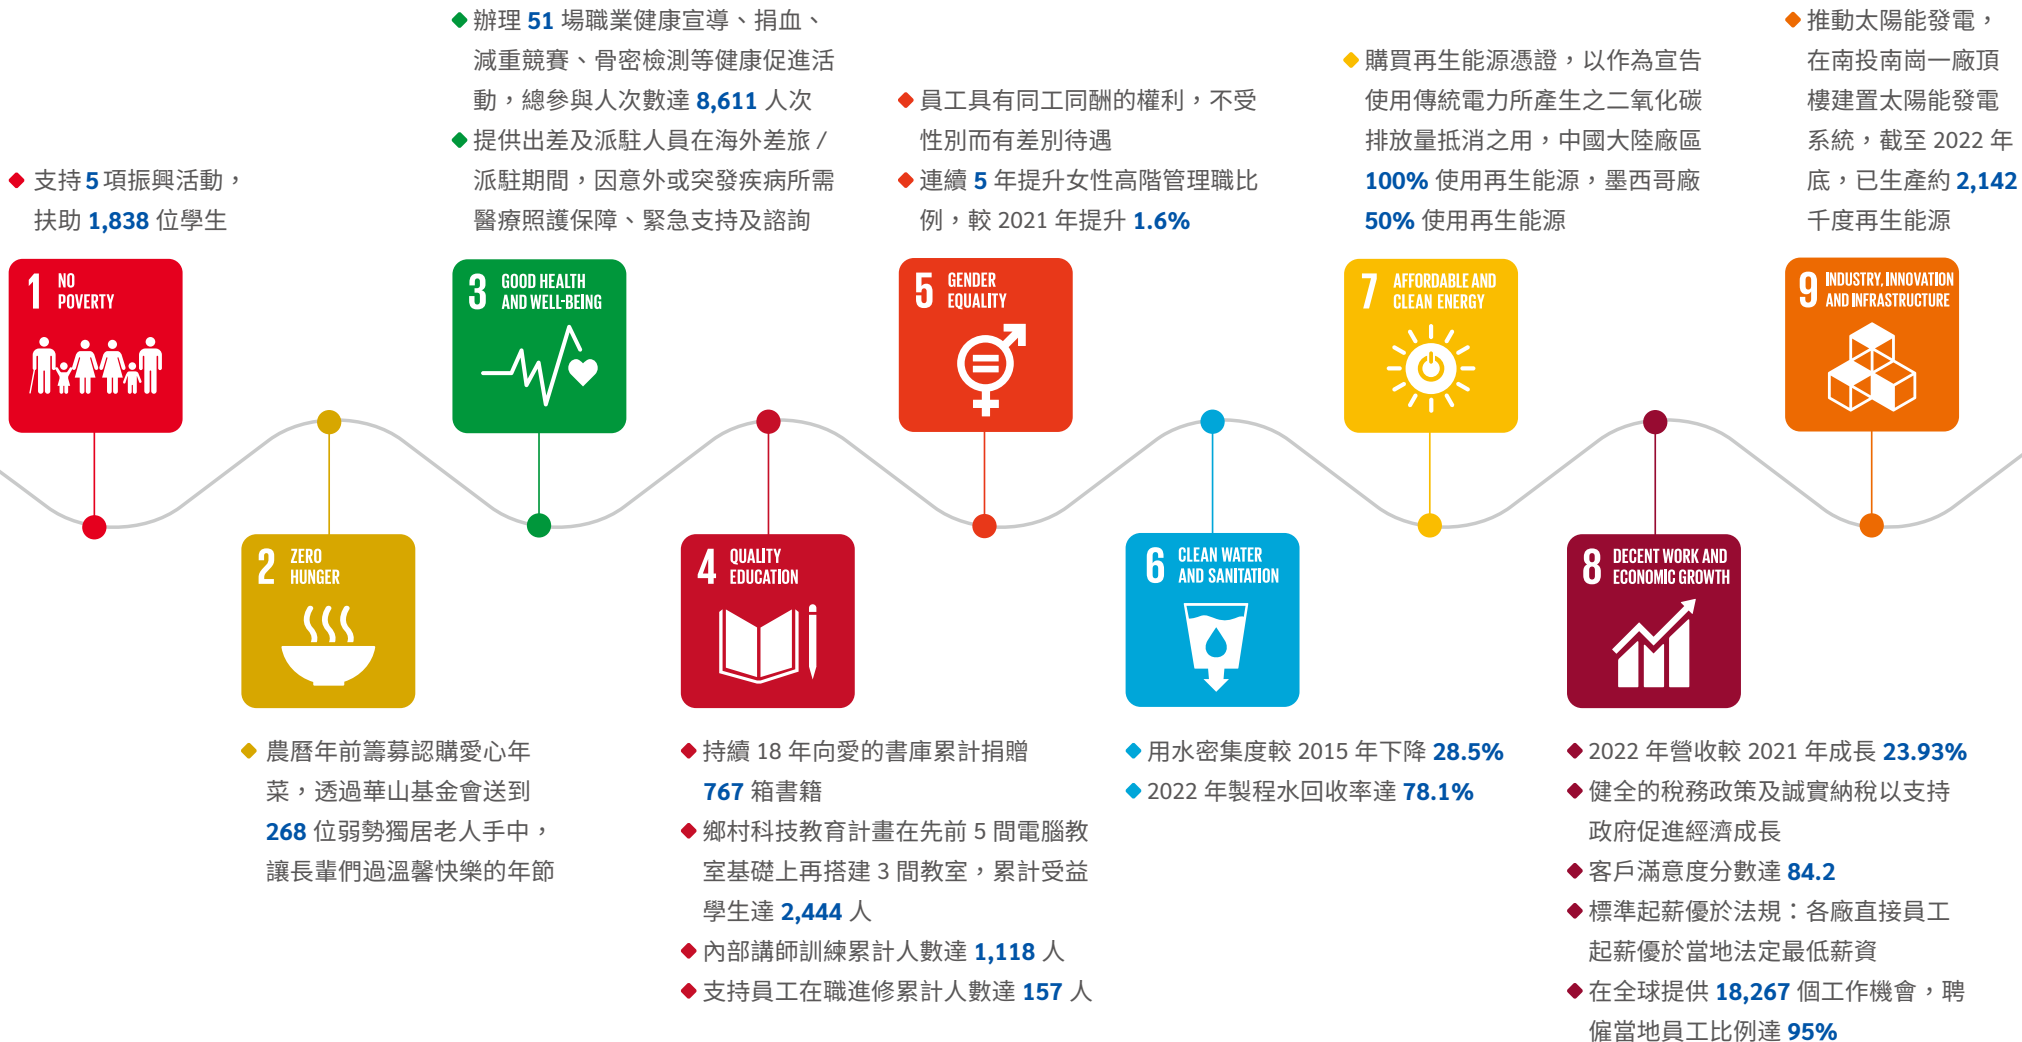 支持 5 項振興活動，
扶助 1,838 位學生
1 NO
POVERTY
2 ZERO
HUNGER
農曆年前籌募認購愛心年
菜，透過華山基金會送到
268 位弱勢獨居老人手中，
讓長輩們過溫馨快樂的年節
辦理 51 場職業健康宣導、捐血、
減重競賽、骨密檢測等健康促進活
動，總參與人次數達 8,611 人次
提供出差及派駐人員在海外差旅 /
派駐期間，因意外或突發疾病所需
醫療照護保障、緊急支持及諮詢
3 GOOD HEALTH
AND WELL-BEING
4 QUALITY
EDUCATION
持續 18 年向愛的書庫累計捐贈
767 箱書籍
鄉村科技教育計畫在先前 5 間電腦教
室基礎上再搭建 3 間教室，累計受益
學生達 2,444 人
內部講師訓練累計人數達 1,118 人
支持員工在職進修累計人數達 157 人
員工具有同工同酬的權利，不受
性別而有差別待遇
連續 5 年提升女性高階管理職比
例，較 2021 年提升 1.6%
5 GENDER
EQUALITY
6 CLEAN WATER
AND SANITATION
用水密集度較 2015 年下降 28.5%
2022 年製程水回收率達 78.1%
購買再生能源憑證，以作為宣告
使用傳統電力所產生之二氧化碳
排放量抵消之用，中國大陸廠區
100% 使用再生能源，墨西哥廠
50% 使用再生能源
7 AFFORDABLE AND
CLEAN ENERGY
8 DECENT WORK AND
ECONOMIC GROWTH
2022 年營收較 2021 年成長 23.93%
健全的稅務政策及誠實納稅以支持
政府促進經濟成長
客戶滿意度分數達 84.2
標準起薪優於法規：各廠直接員工
起薪優於當地法定最低薪資
在全球提供 18,267 個工作機會，聘
僱當地員工比例達 95%
推動太陽能發電，
在南投南崗一廠頂
樓建置太陽能發電
系統，截至 2022 年
底，已生產約 2,142
千度再生能源
9 INDUSTRY, INNOVATION
AND INFRASTRUCTURE